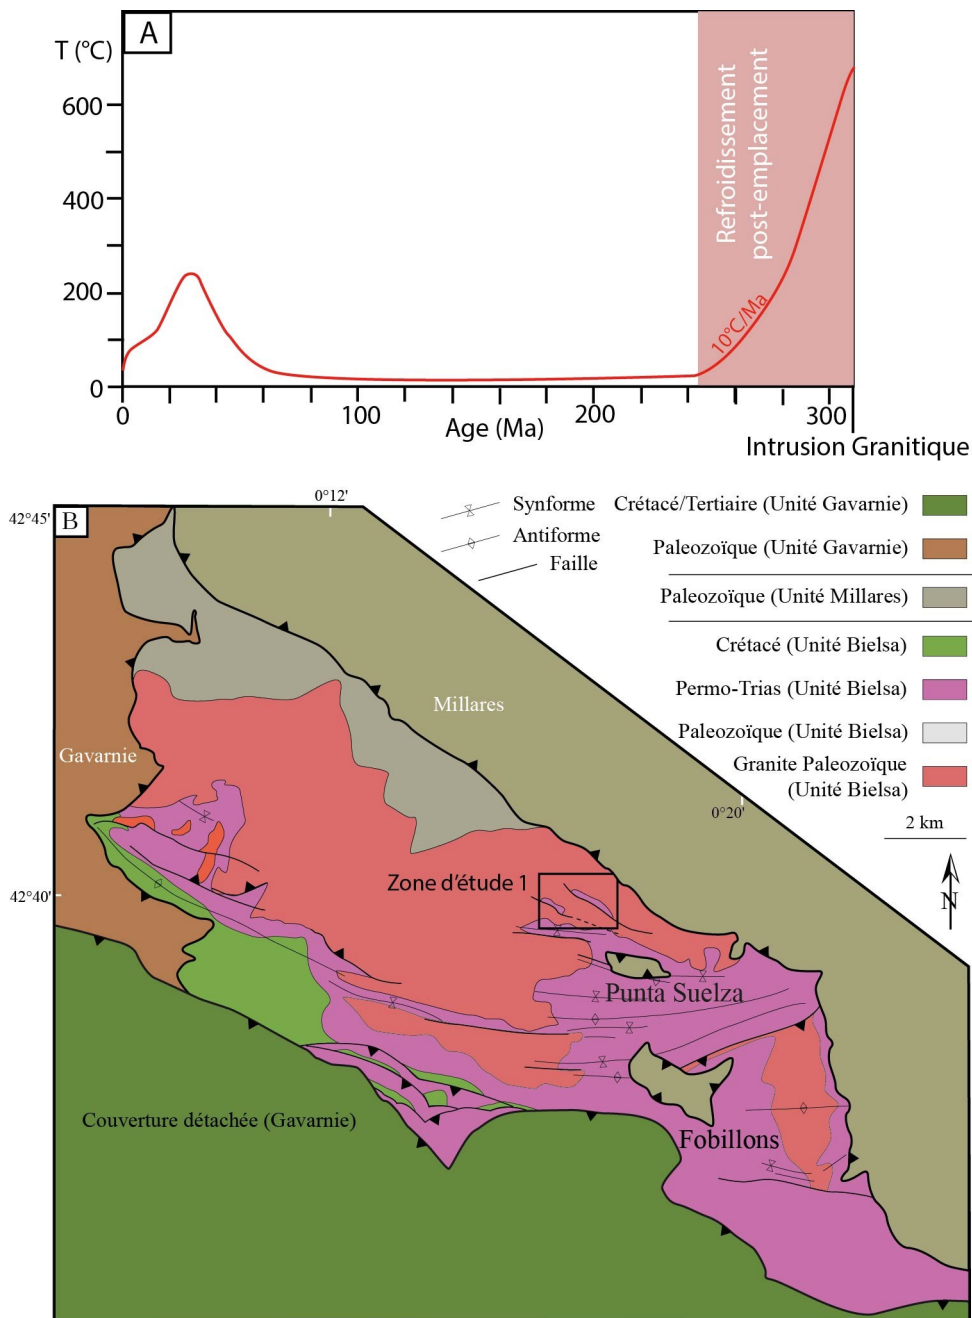 A
T (°C)
600
400
200
0
0
100
200
300
Age (Ma)
Intrusion Granitique
Refroidissement
post-emplacement
10°C/Ma
B
0°12'
42°45'
42°40'
0°20'
Synforme
Antiforme
Faille
Crétacé/Tertiaire (Unité Gavarnie)
Paleozoïque (Unité Gavarnie)
Paleozoïque (Unité Millares)
Crétacé (Unité Bielsa)
Permo-Trias (Unité Bielsa)
Paleozoïque (Unité Bielsa)
Granite Paleozoïque
(Unité Bielsa)
2 km
N
Millares
Gavarnie
Zone d'étude 1
Punta Suelza
Fobillons
Couverture détachée (Gavarnie)